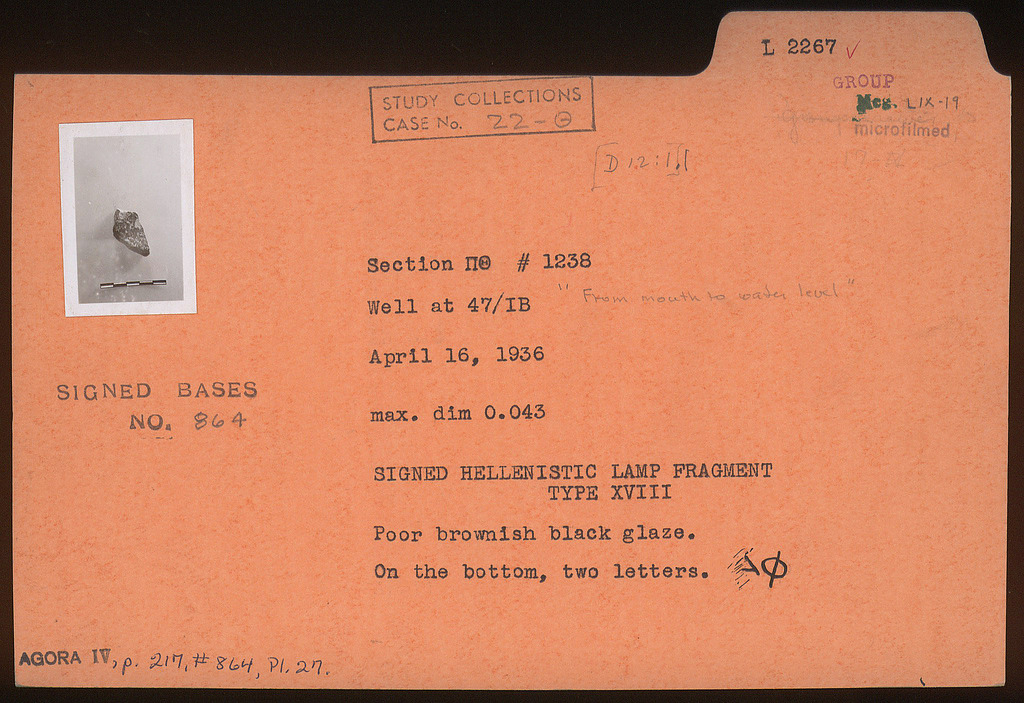 L 2267 ✓
GROUP
Neg. LIX-19
microfilmed
STUDY COLLECTIONS
CASE No. 22-Θ
[D 12:1]
Section ΠΘ # 1238
Well at 47/ΙΒ "From mouth to water level"
April 16, 1936
max. dim 0.043
SIGNED BASES
NO. 864
SIGNED HELLENISTIC LAMP FRAGMENT
TYPE XVIII
Poor brownish black glaze.
On the bottom, two letters.
AGORA IV, p. 217, # 864, Pl. 27.